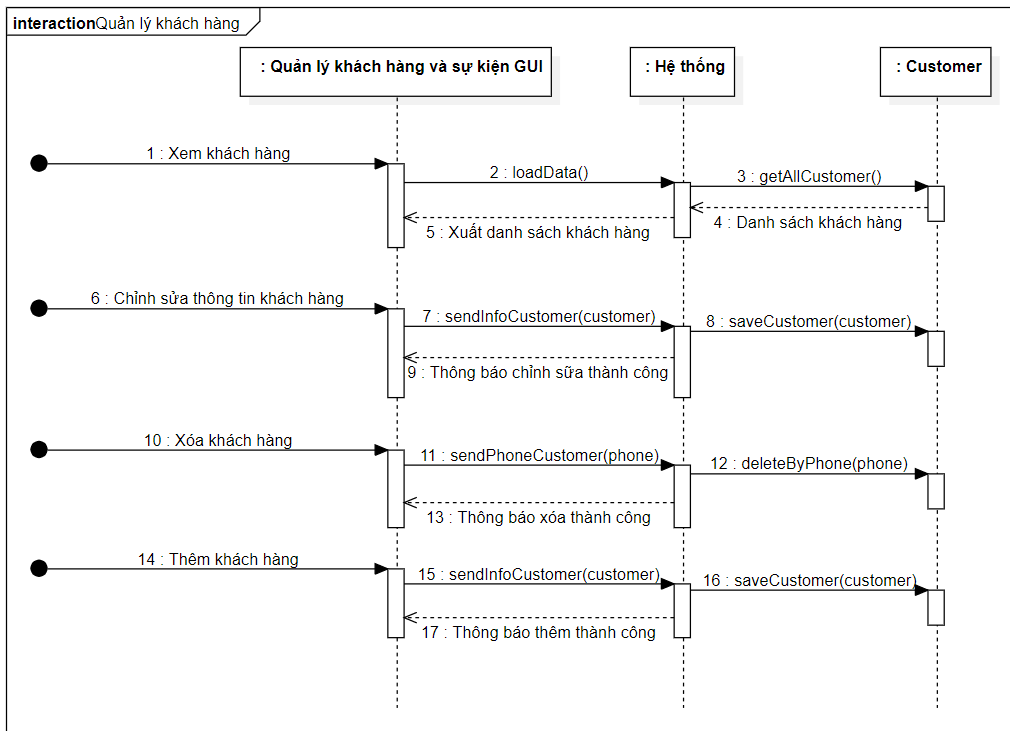 interactionQuản lý khách hàng
: Quản lý khách hàng và sự kiện GUI
: Hệ thống
: Customer
1 : Xem khách hàng
2 : loadData()
3 : getAllCustomer()
4 : Danh sách khách hàng
5 : Xuất danh sách khách hàng
6 : Chỉnh sửa thông tin khách hàng
7 : sendInfoCustomer(customer)
8 : saveCustomer(customer)
9 : Thông báo chỉnh sữa thành công
10 : Xóa khách hàng
11 : sendPhoneCustomer(phone)
12 : deleteByPhone(phone)
13 : Thông báo xóa thành công
14 : Thêm khách hàng
15 : sendInfoCustomer(customer)
16 : saveCustomer(customer)
17 : Thông báo thêm thành công